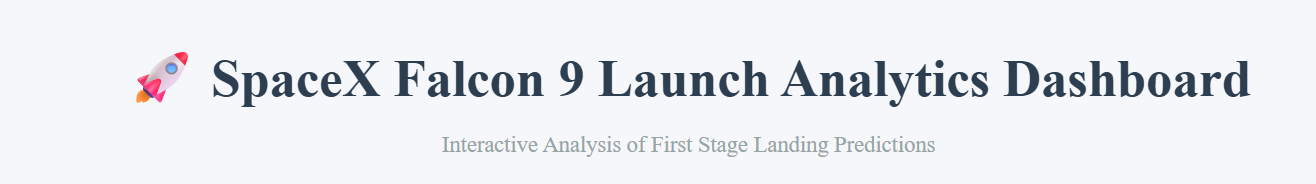 🚀 SpaceX Falcon 9 Launch Analytics Dashboard
Interactive Analysis of First Stage Landing Predictions